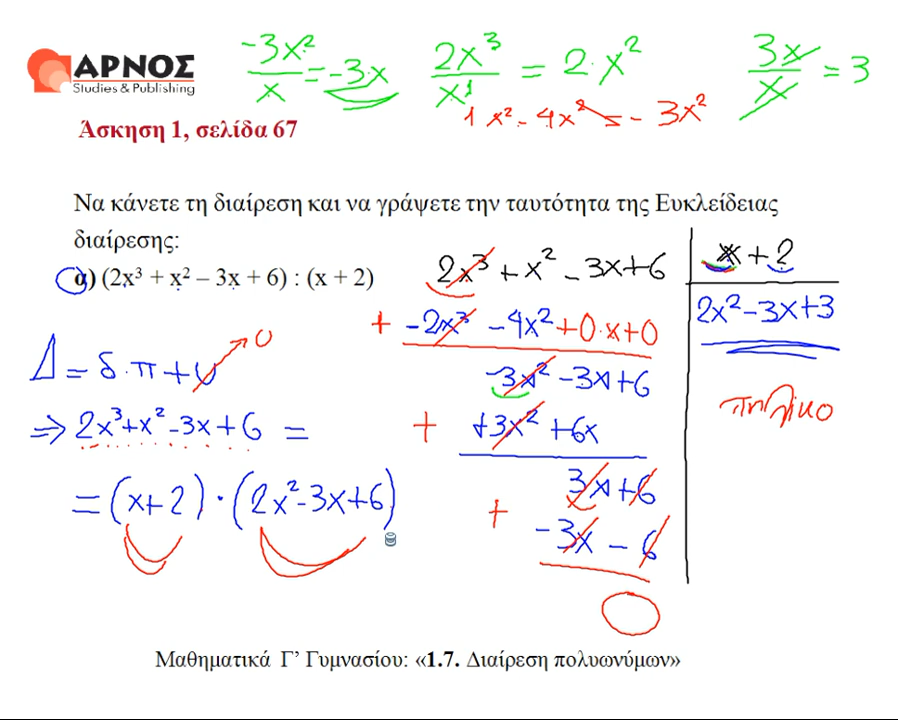 ΑΡΝΟΣ
Studies & Publishing
-3x²/x = -3·x
2x³/x¹ = 2·x²
3x/x = 3
1x² - 4x² = -3x²
Άσκηση 1, σελίδα 67
Να κάνετε τη διαίρεση και να γράψετε την ταυτότητα της Ευκλείδειας
διαίρεσης:
α) (2x³ + x² – 3x + 6) : (x + 2)
2x³ + x² - 3x + 6 | x + 2
+ -2x³ - 4x² + 0·x + 0 | 2x² - 3x + 3
-3x² - 3x + 6
+ +3x² + 6x
3x + 6
+ -3x - 6
0
πηλίκο
Δ = δ·π + υ → 0
⇒ 2x³ + x² - 3x + 6 =
= (x + 2)·(2x² - 3x + 6)
Μαθηματικά Γ’ Γυμνασίου: «1.7. Διαίρεση πολυωνύμων»